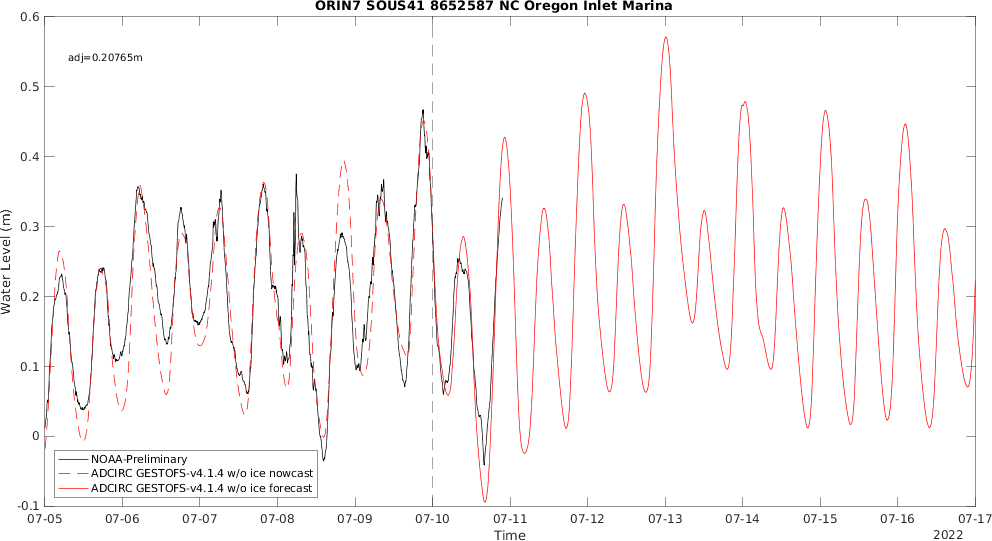 ORIN7 SOUS41 8652587 NC Oregon Inlet Marina
adj=0.20765m
Water Level (m)
0.6
0.5
0.4
0.3
0.2
0.1
0
-0.1
NOAA-Preliminary
ADCIRC GESTOFS-v4.1.4 w/o ice nowcast
ADCIRC GESTOFS-v4.1.4 w/o ice forecast
07-05 07-06 07-07 07-08 07-09 07-10 07-11 07-12 07-13 07-14 07-15 07-16 07-17
Time
2022